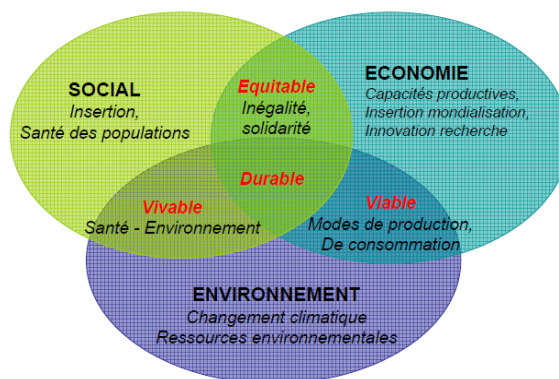 SOCIAL
Insertion,
Santé des populations
Equitable
Inégalité,
solidarité
ECONOMIE
Capacités productives,
Insertion mondialisation,
Innovation recherche
Durable
Vivable
Santé - Environnement
Viable
Modes de production,
De consommation
ENVIRONNEMENT
Changement climatique
Ressources environnementales